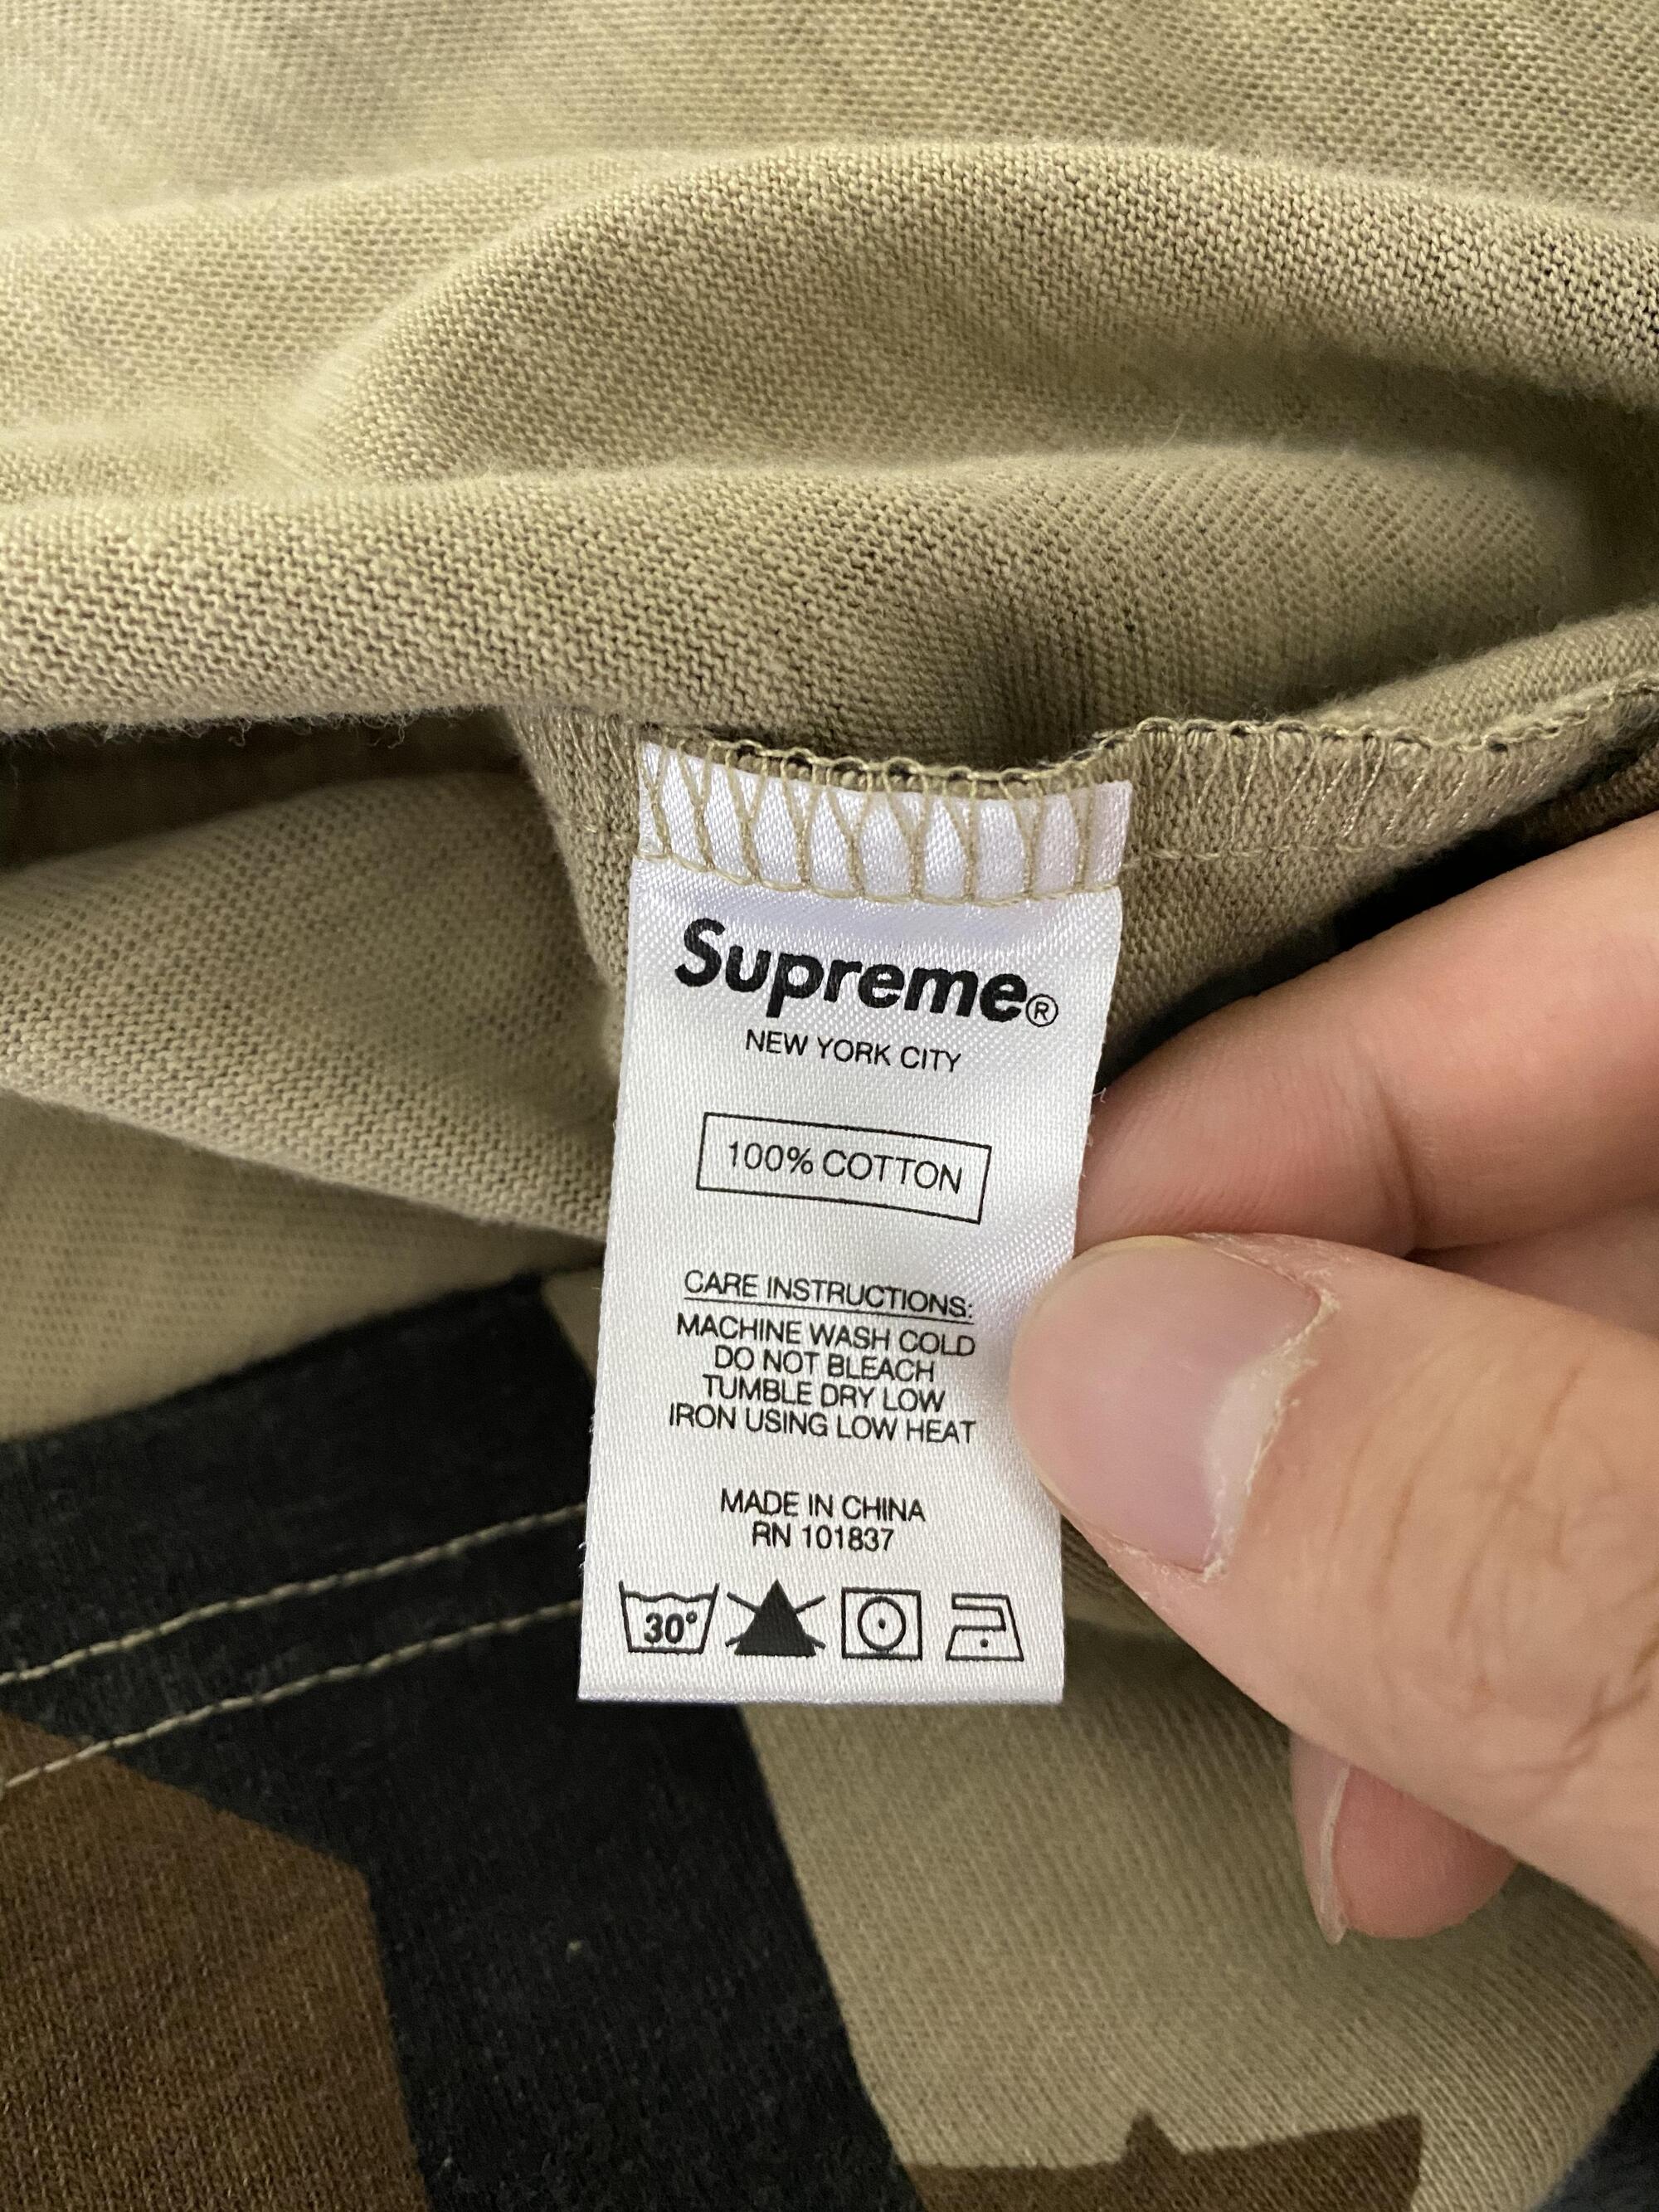 Supreme®
NEW YORK CITY
100% COTTON
CARE INSTRUCTIONS:
MACHINE WASH COLD
DO NOT BLEACH
TUMBLE DRY LOW
IRON USING LOW HEAT
MADE IN CHINA
RN 101837
30°